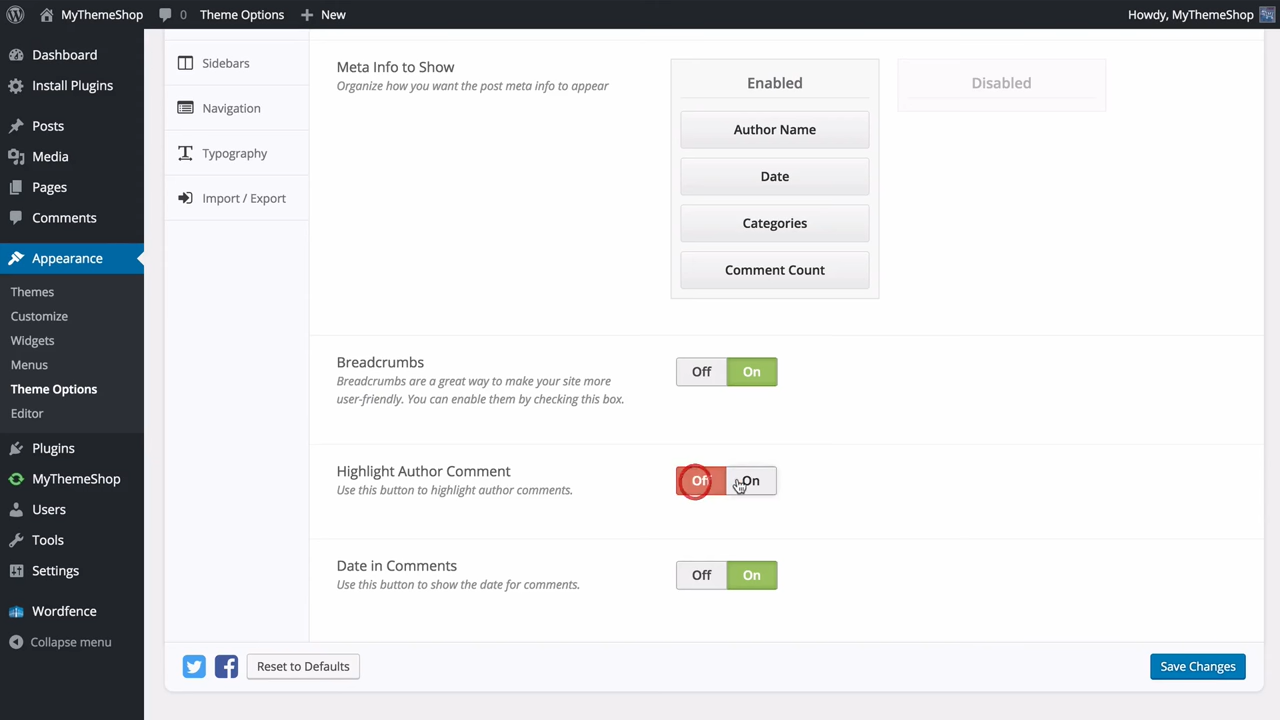 MyThemeShop
0
Theme Options
New
Howdy, MyThemeShop
Dashboard
Install Plugins
Posts
Media
Pages
Comments
Appearance
Themes
Customize
Widgets
Menus
Theme Options
Editor
Plugins
MyThemeShop
Users
Tools
Settings
Wordfence
Collapse menu
Sidebars
Navigation
Typography
Import / Export
Meta Info to Show
Organize how you want the post meta info to appear
Enabled
Author Name
Date
Categories
Comment Count
Disabled
Breadcrumbs
Breadcrumbs are a great way to make your site more
user-friendly. You can enable them by checking this box.
Off
On
Highlight Author Comment
Use this button to highlight author comments.
Off
On
Date in Comments
Use this button to show the date for comments.
Off
On
Reset to Defaults
Save Changes